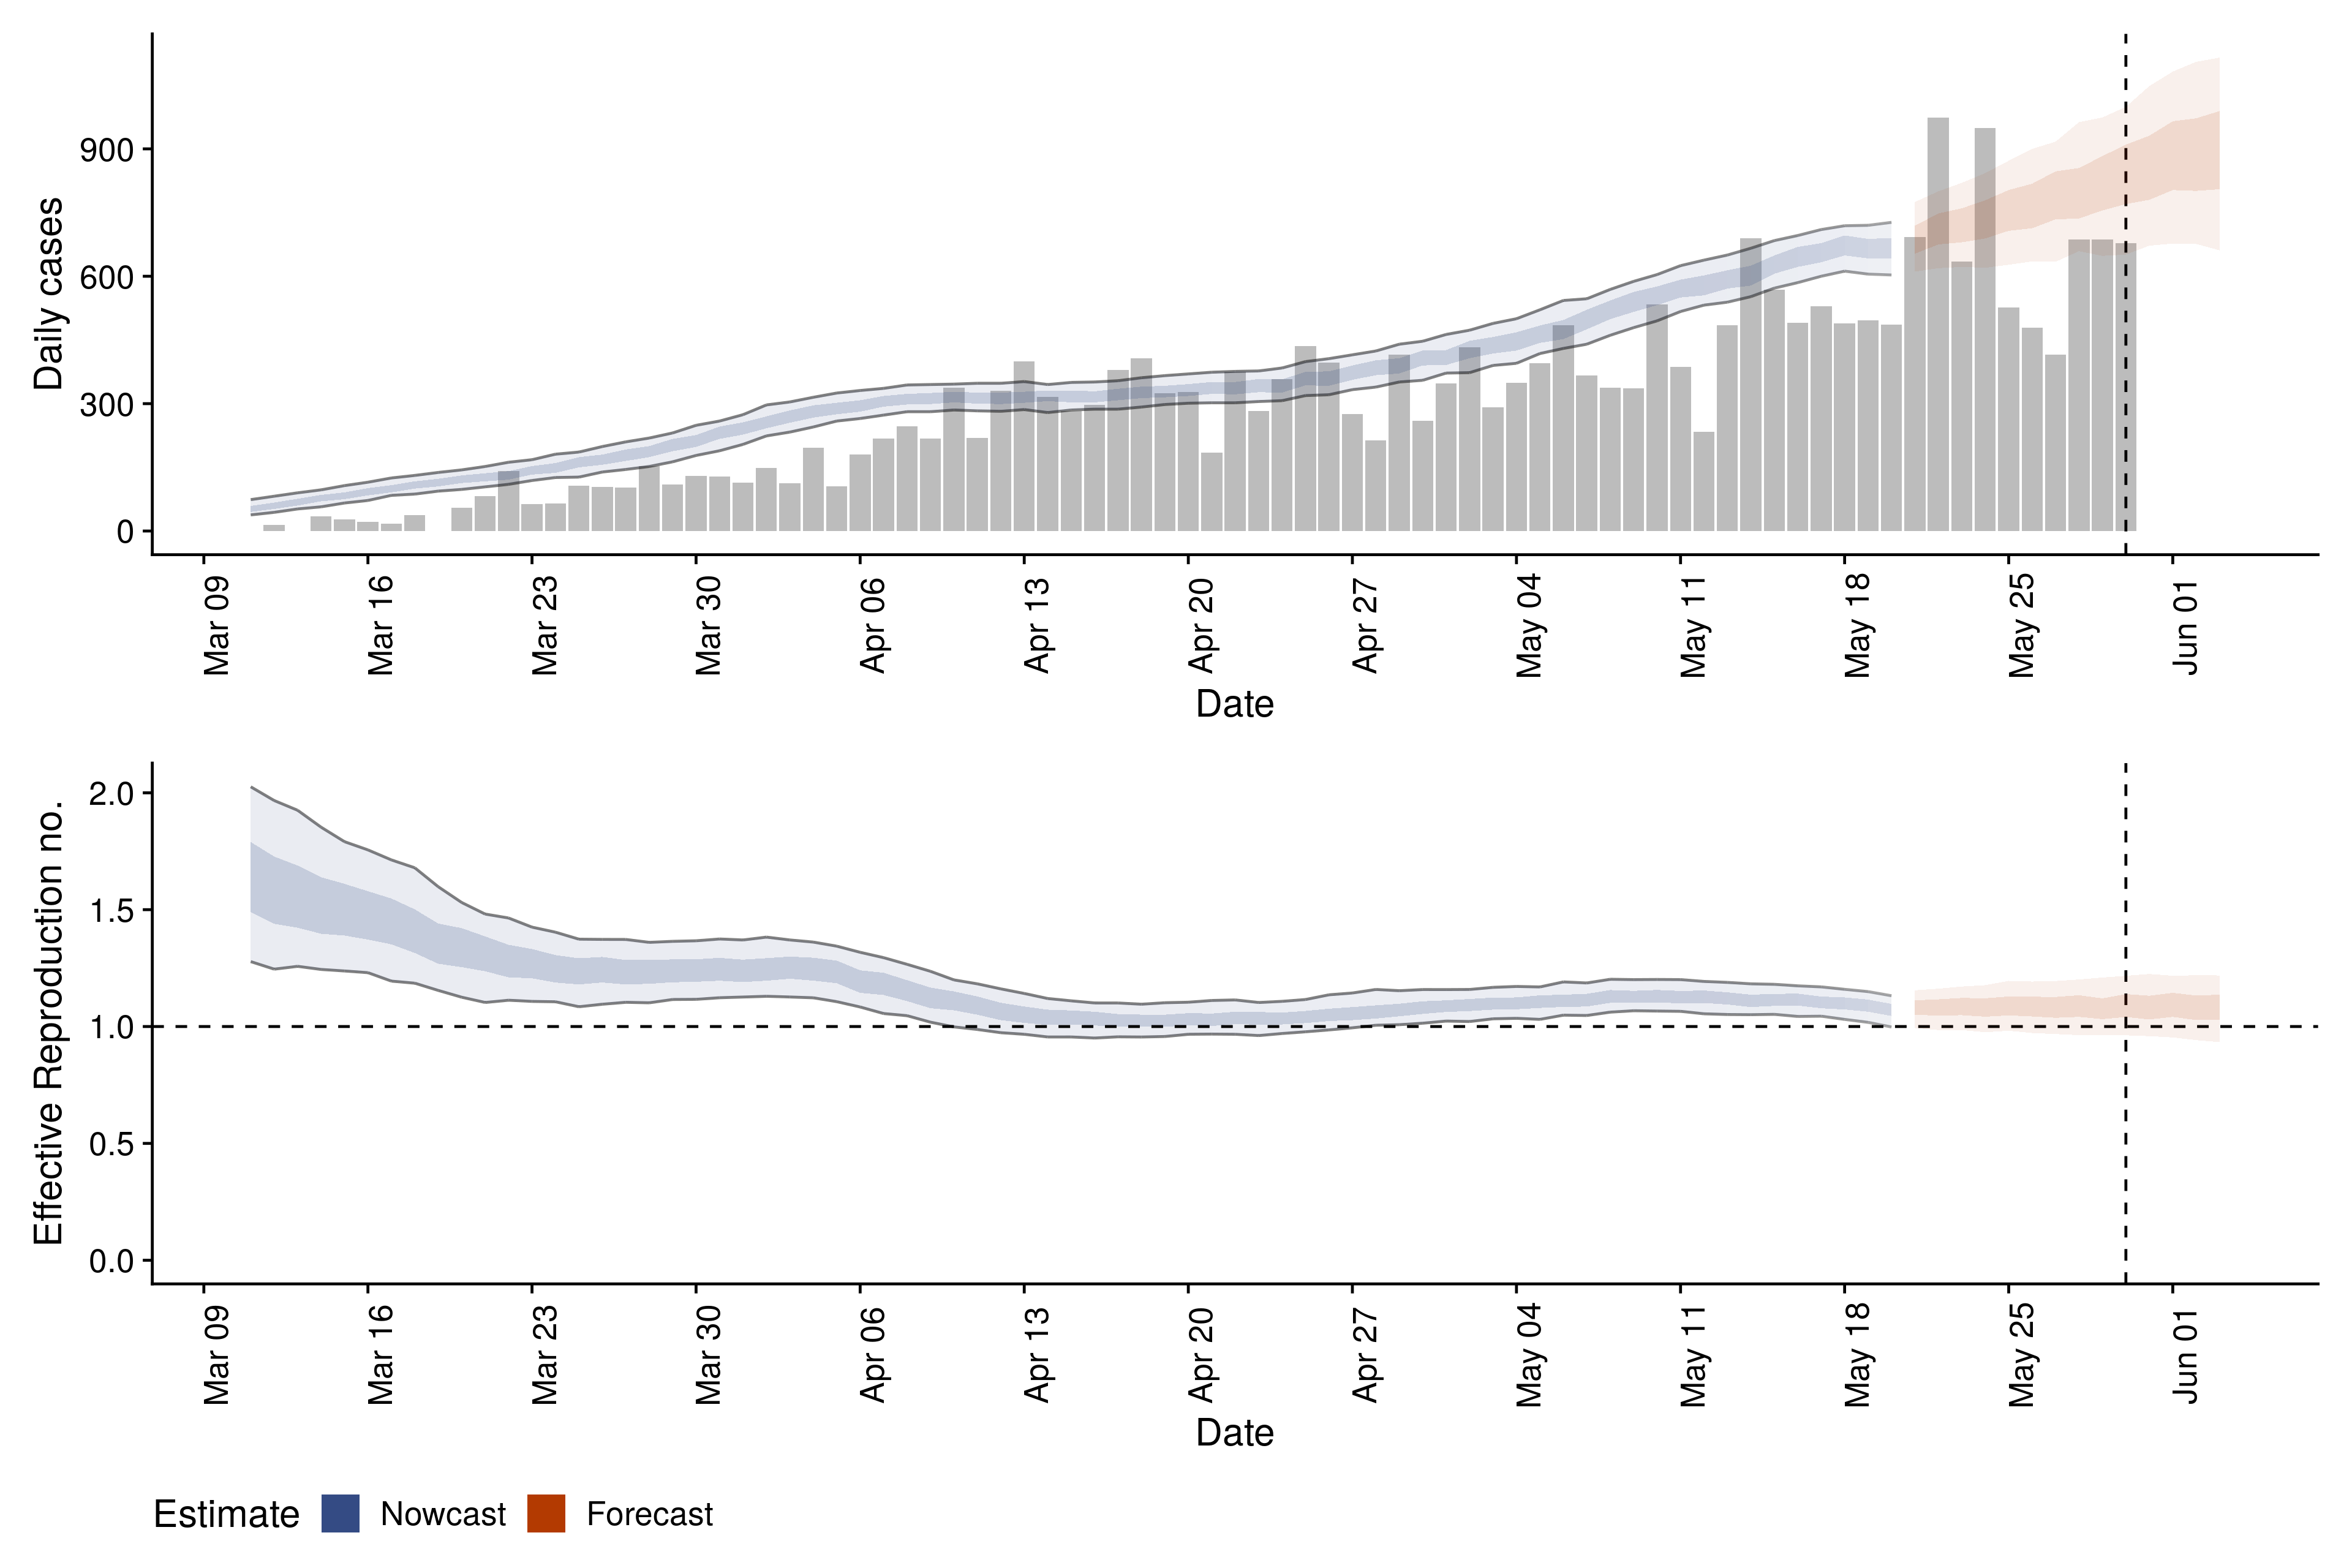 Daily cases
900
600
300
0
Mar 09
Mar 16
Mar 23
Mar 30
Apr 06
Apr 13
Apr 20
Apr 27
May 04
May 11
May 18
May 25
Jun 01
Date
Effective Reproduction no.
2.0
1.5
1.0
0.5
0.0
Mar 09
Mar 16
Mar 23
Mar 30
Apr 06
Apr 13
Apr 20
Apr 27
May 04
May 11
May 18
May 25
Jun 01
Date
Estimate Nowcast Forecast